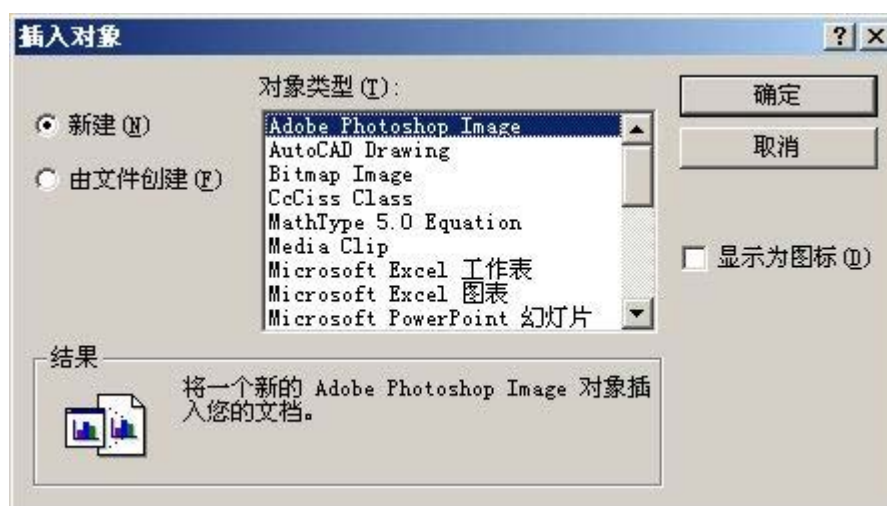 插入对象
对象类型(T):
新建(N)
由文件创建(F)
Adobe Photoshop Image
AutoCAD Drawing
Bitmap Image
CcCiss Class
MathType 5.0 Equation
Media Clip
Microsoft Excel 工作表
Microsoft Excel 图表
Microsoft PowerPoint 幻灯片
确定
取消
显示为图标(D)
结果
将一个新的 Adobe Photoshop Image 对象插
入您的文档。